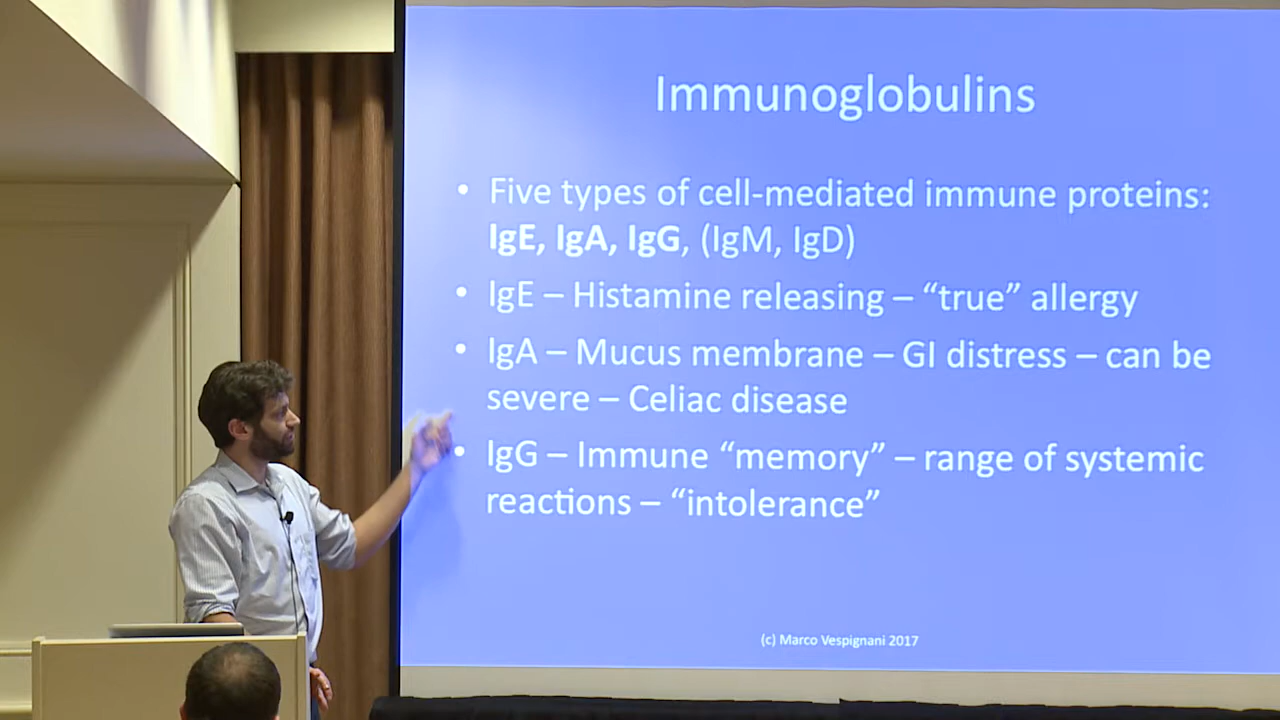 Immunoglobulins
• Five types of cell-mediated immune proteins:
IgE, IgA, IgG, (IgM, IgD)
• IgE – Histamine releasing – “true” allergy
• IgA – Mucus membrane – GI distress – can be
severe – Celiac disease
• IgG – Immune “memory” – range of systemic
reactions – “intolerance”
(c) Marco Vespignani 2017